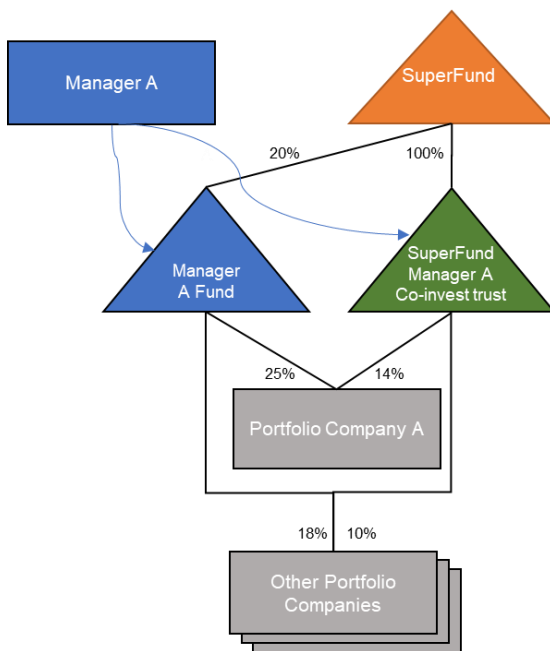 Manager A
SuperFund
20%
100%
Manager
A Fund
SuperFund
Manager A
Co-invest trust
25%
14%
Portfolio Company A
18%
10%
Other Portfolio
Companies